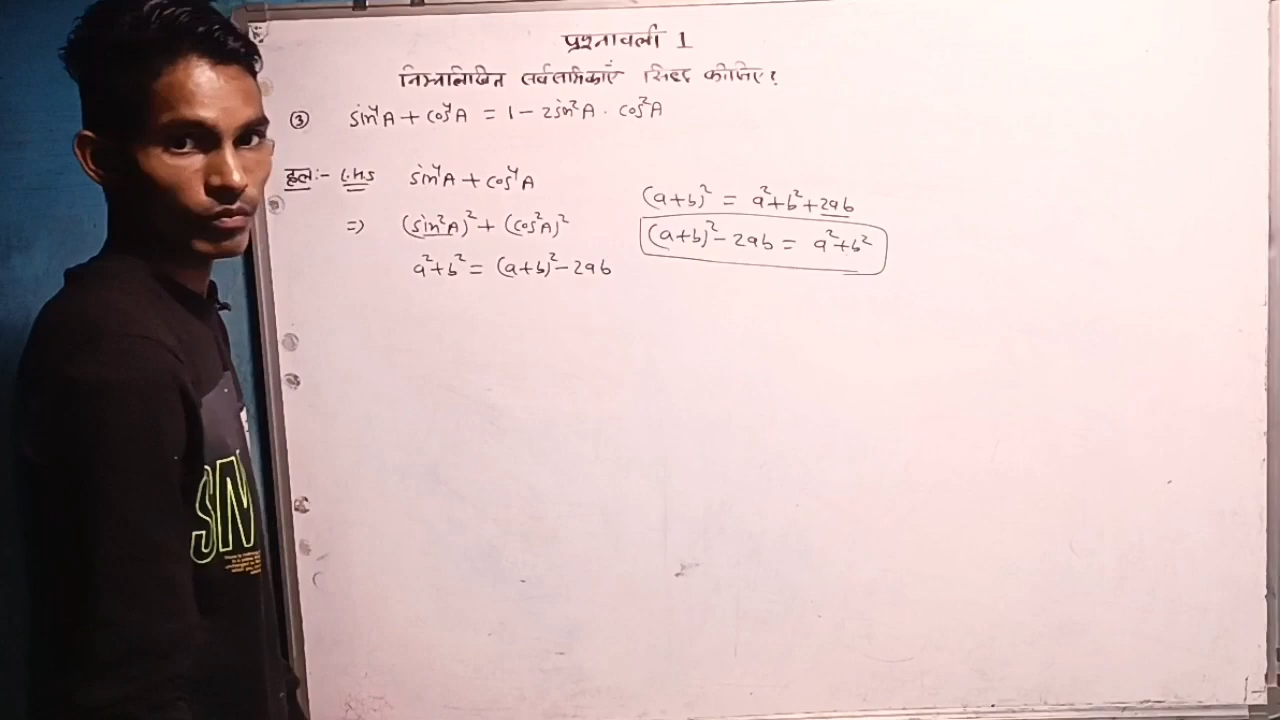 प्रश्नावली 1
निम्नलिखित सर्वसमिकाएँ सिद्ध कीजिए?
③ sin⁴A + cos⁴A = 1 - 2sin²A . cos²A
हल:- L.H.S sin⁴A + cos⁴A
=> (sin²A)² + (cos²A)²
a²+b² = (a+b)² - 2ab
(a+b)² = a²+b²+2ab
(a+b)² - 2ab = a²+b²
SN